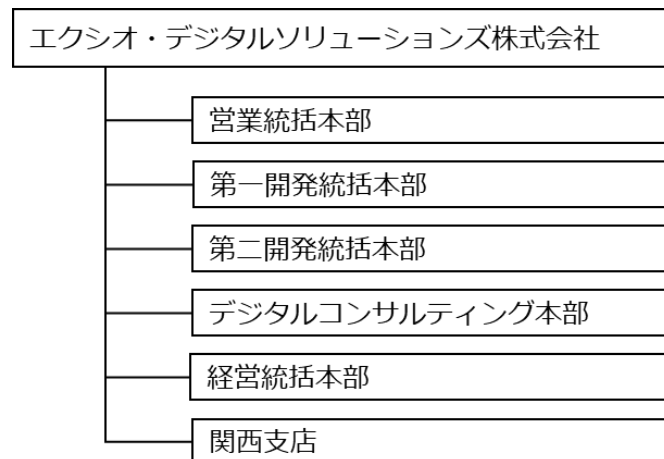 エクシオ・デジタルソリューションズ株式会社
営業統括本部
第一開発統括本部
第二開発統括本部
デジタルコンサルティング本部
経営統括本部
関西支店